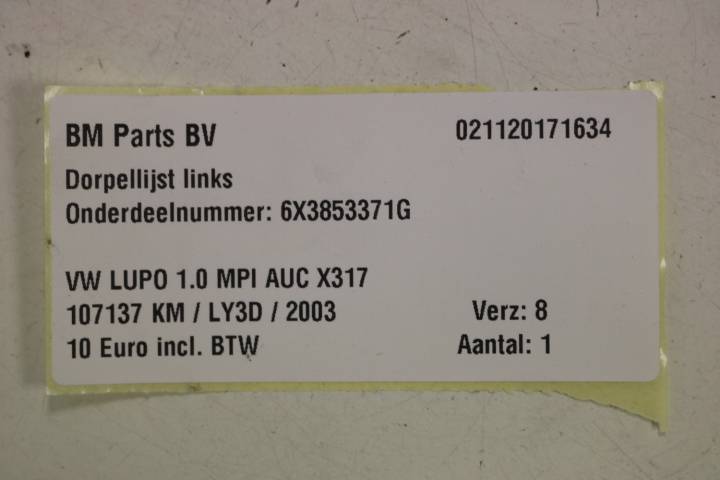 BM Parts BV 021120171634
Dorpellijst links
Onderdeelnummer: 6X3853371G
VW LUPO 1.0 MPI AUC X317
107137 KM / LY3D / 2003 Verz: 8
10 Euro incl. BTW Aantal: 1